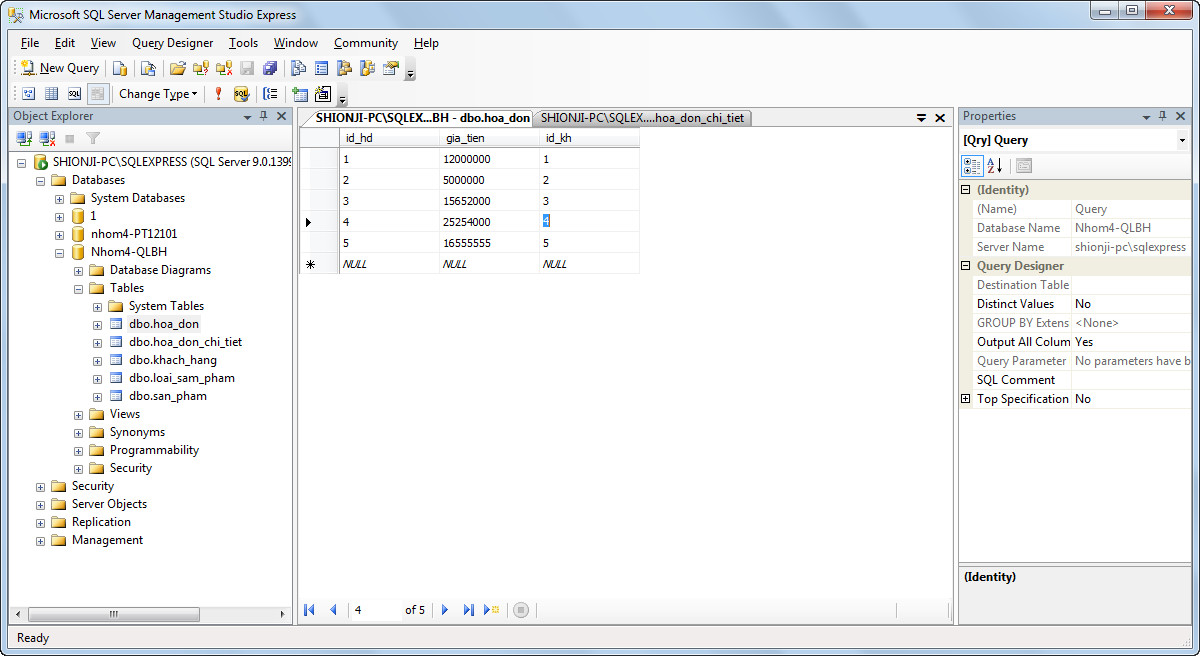 Microsoft SQL Server Management Studio Express
File Edit View Query Designer Tools Window Community Help
New Query
SQL Change Type SQL
Object Explorer
SHIONJI-PC\SQLEXPRESS (SQL Server 9.0.1399
Databases
System Databases
1
nhom4-PT12101
Nhom4-QLBH
Database Diagrams
Tables
System Tables
dbo.hoa_don
dbo.hoa_don_chi_tiet
dbo.khach_hang
dbo.loai_sam_pham
dbo.san_pham
Views
Synonyms
Programmability
Security
Security
Server Objects
Replication
Management
SHIONJI-PC\SQLEX...BH - dbo.hoa_don SHIONJI-PC\SQLEX....hoa_don_chi_tiet
id_hd gia_tien id_kh
1 12000000 1
2 5000000 2
3 15652000 3
4 25254000 4
5 16555555 5
NULL NULL NULL
4 of 5
Properties
[Qry] Query
(Identity)
(Name) Query
Database Name Nhom4-QLBH
Server Name shionji-pc\sqlexpress
Query Designer
Destination Table
Distinct Values No
GROUP BY Extens <None>
Output All Colum Yes
Query Parameter No parameters have b
SQL Comment
Top Specification No
(Identity)
Ready